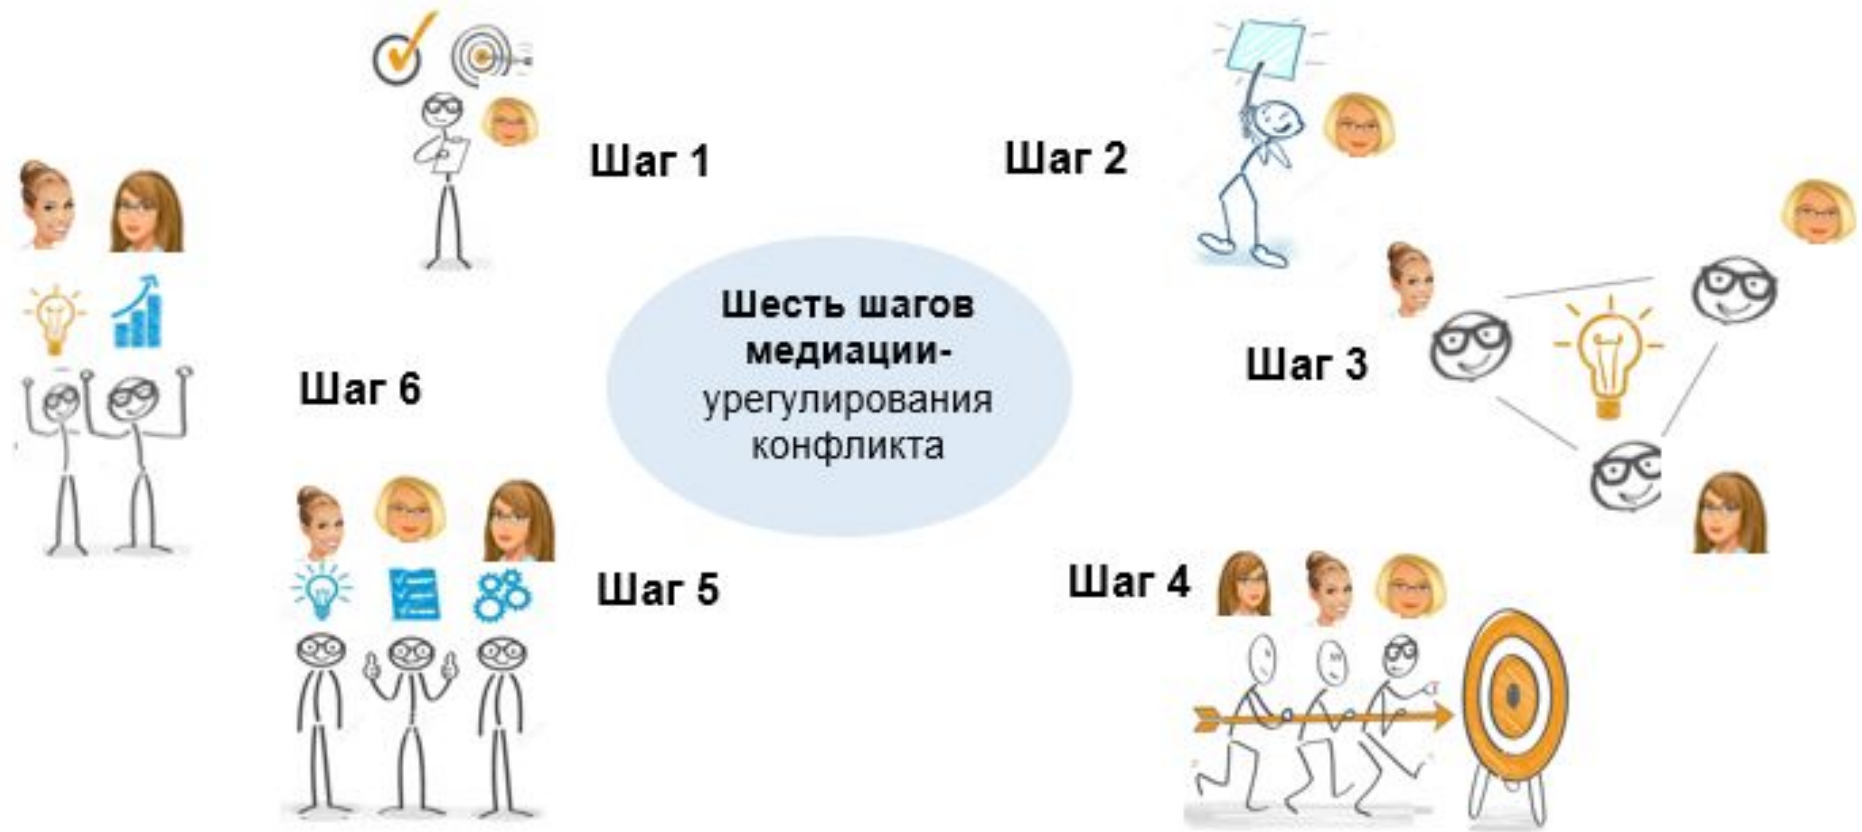 Шаг 1
Шаг 2
Шесть шагов
медиации-
урегулирования
конфликта
Шаг 3
Шаг 6
Шаг 5
Шаг 4